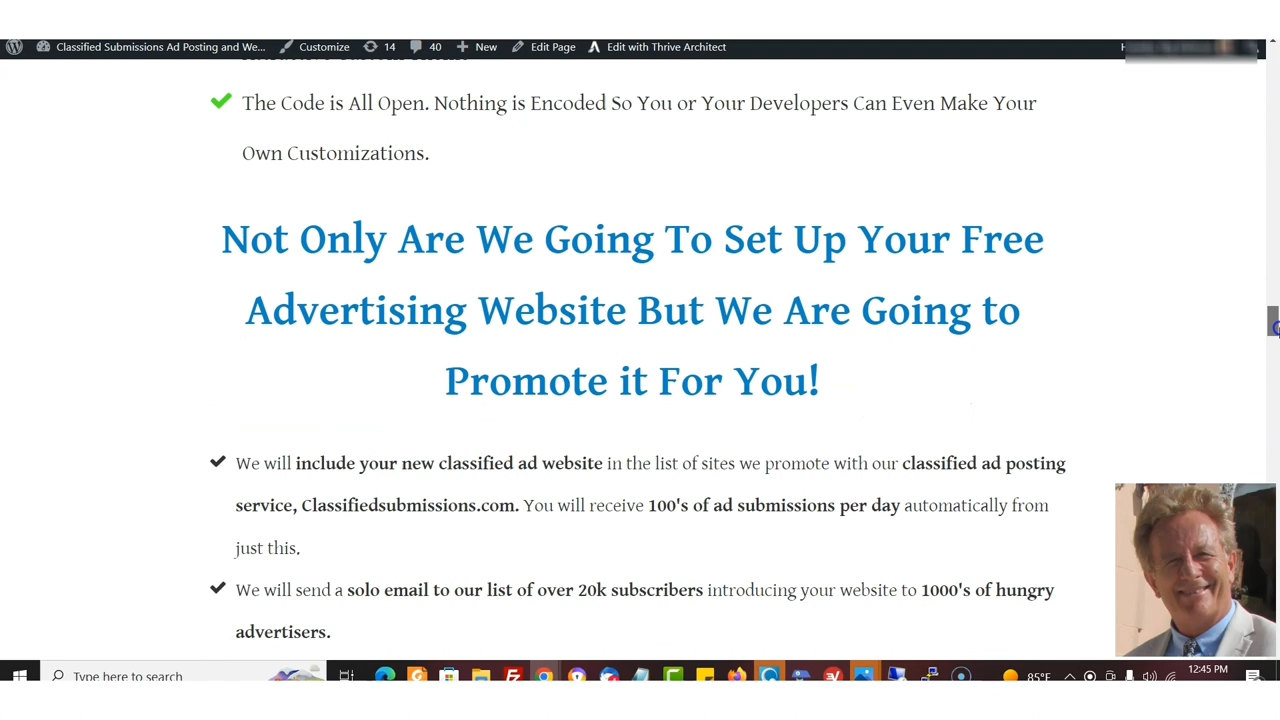 Classified Submissions Ad Posting and We... Customize 14 40 New Edit Page Edit with Thrive Architect
The Code is All Open. Nothing is Encoded So You or Your Developers Can Even Make Your
Own Customizations.
Not Only Are We Going To Set Up Your Free
Advertising Website But We Are Going to
Promote it For You!
We will include your new classified ad website in the list of sites we promote with our classified ad posting
service, Classifiedsubmissions.com. You will receive 100's of ad submissions per day automatically from
just this.
We will send a solo email to our list of over 20k subscribers introducing your website to 1000's of hungry
advertisers.
Type here to search 85°F 12:45 PM